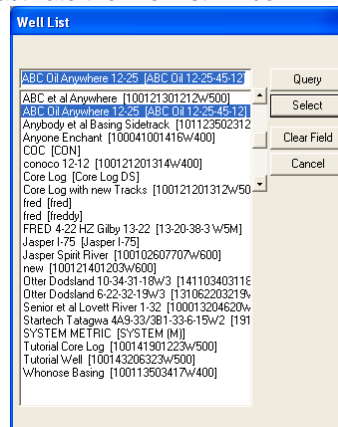 Well List
ABC Oil Anywhere 12-25 [ABC Oil 12-25-45-12]
Query
ABC et al Anywhere [100121301212W500]
ABC Oil Anywhere 12-25 [ABC Oil 12-25-45-12]
Select
Anybody et al Basing Sidetrack [101123502312
Anyone Enchant [100041001416W400]
Clear Field
COC [CON]
conoco 12-12 [100121201314W400]
Cancel
Core Log [Core Log DS]
Core Log with new Tracks [100121201312W50
fred [fred]
fred [freddy]
FRED 4-22 HZ Gilby 13-22 [13-20-38-3 W5M]
Jasper I-75 [Jasper I-75]
Jasper Spirit River [100102607707W600]
new [100121401203W600]
Otter Dodsland 10-34-31-18W3 [141103403118
Otter Dodsland 6-22-32-19W3 [131062203219W
Senior et al Lovett River 1-32 [100013204620W
Startech Tatagwa 4A9-33/3B1-33-6-15W2 [191
SYSTEM METRIC [SYSTEM (M)]
Tutorial Core Log [100141901223W500]
Tutorial Well [100143206323W500]
Whonose Basing [100113503417W400]